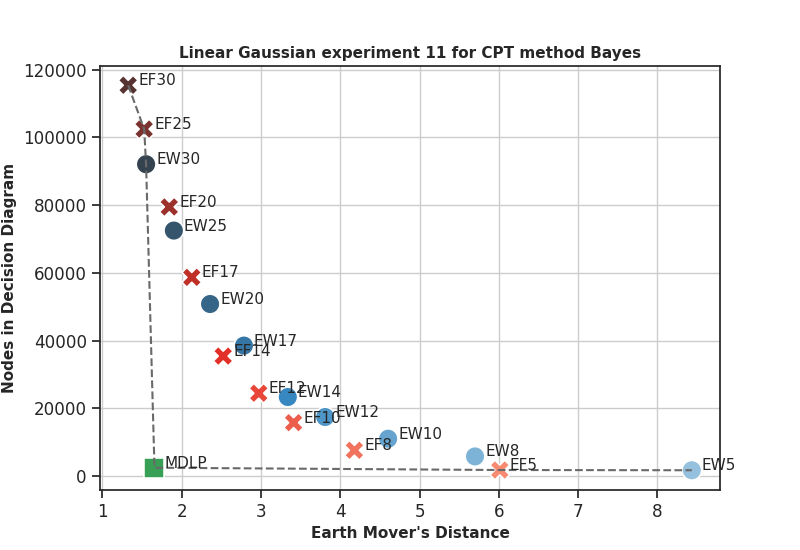 Linear Gaussian experiment 11 for CPT method Bayes
120000
100000
80000
60000
40000
20000
0
Nodes in Decision Diagram
EF30
EF25
EW30
EF20
EW25
EF17
EW20
EW17
EF14
EF12
EW14
EW12
EF10
EW10
EF8
EW8
MDLP
EF5
EW5
1 2 3 4 5 6 7 8
Earth Mover's Distance